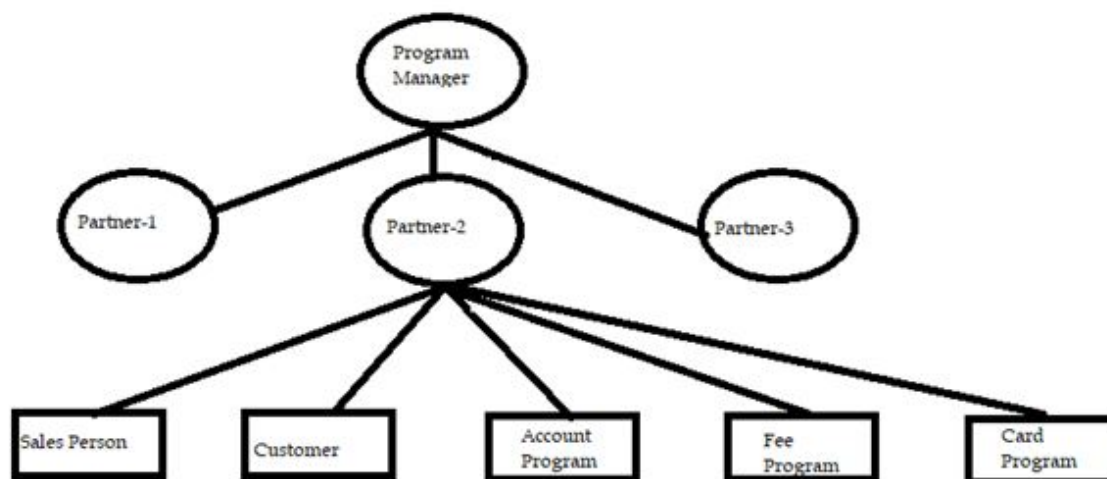 Program
Manager
Partner-1
Partner-2
Partner-3
Sales Person
Customer
Account
Program
Fee
Program
Card
Program